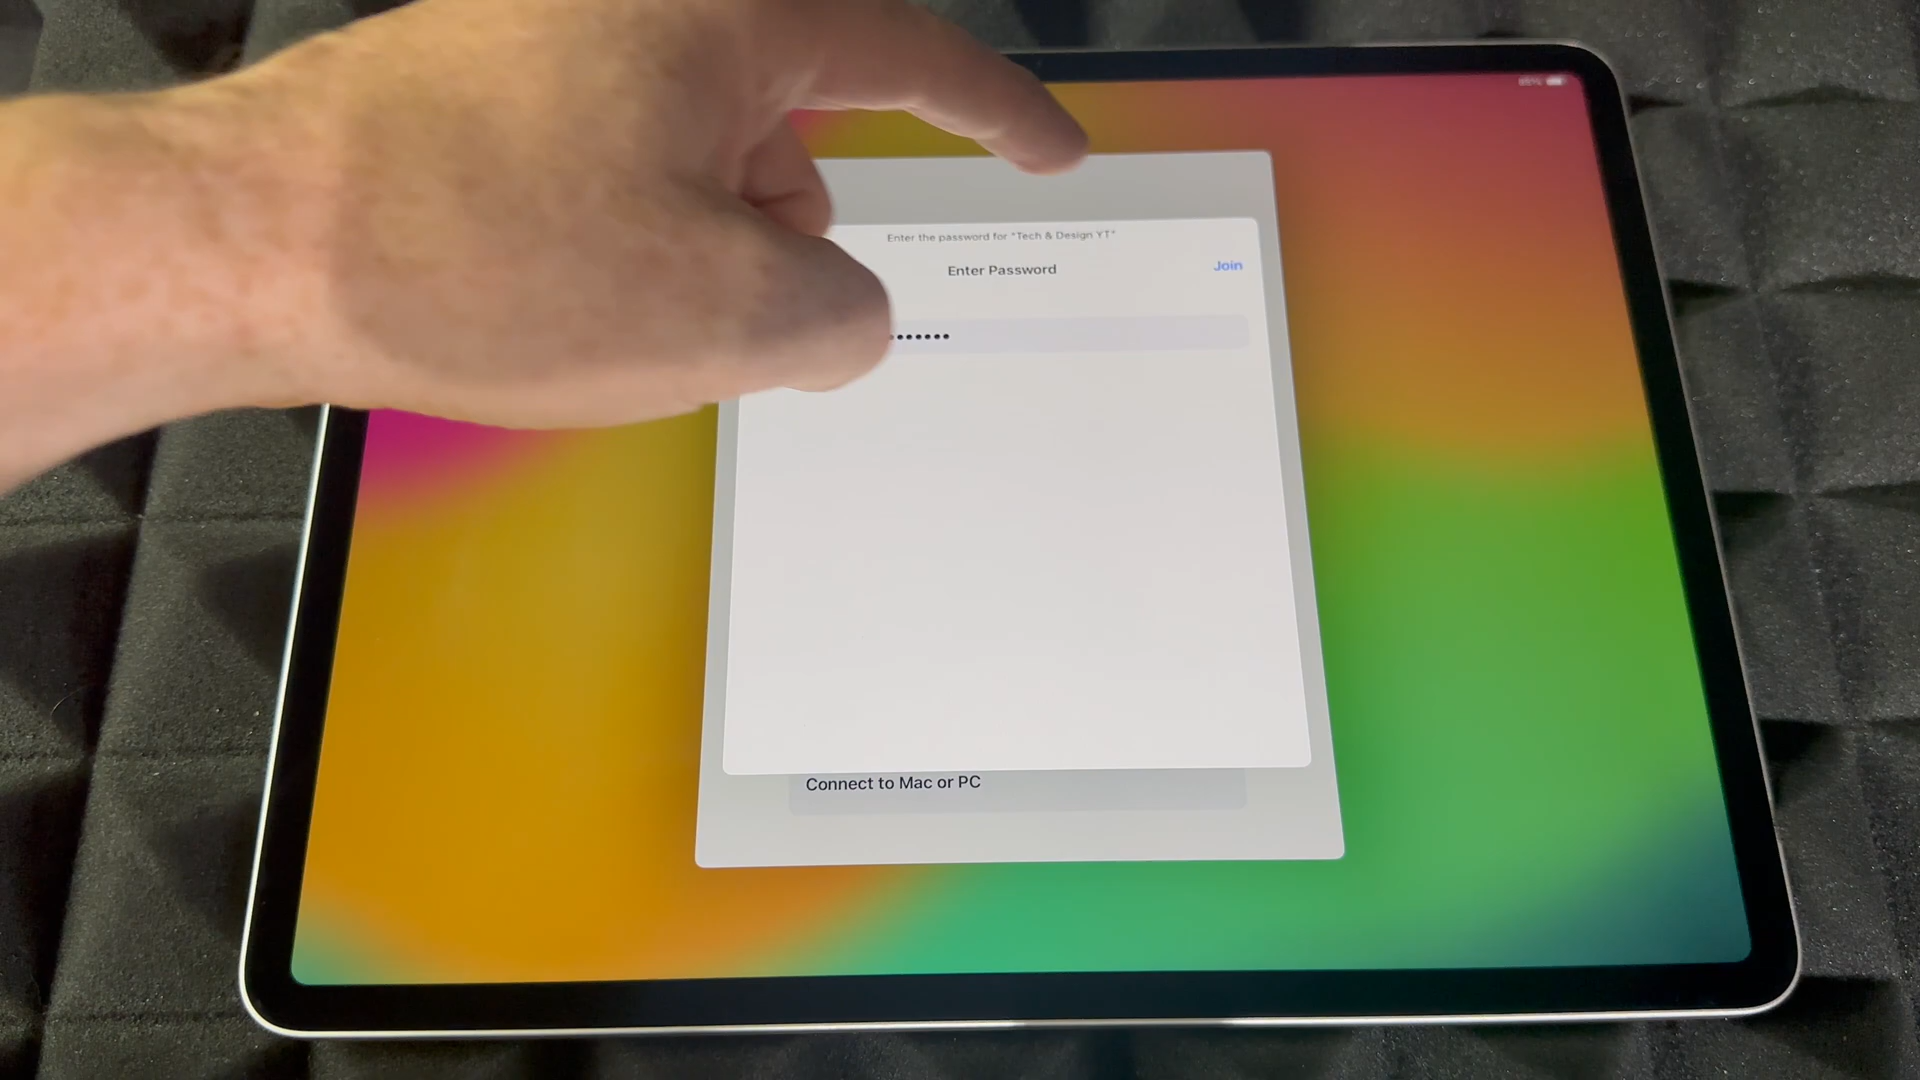 Enter the password for "Tech & Design YT"
Enter Password
Join
•••••••
Connect to Mac or PC